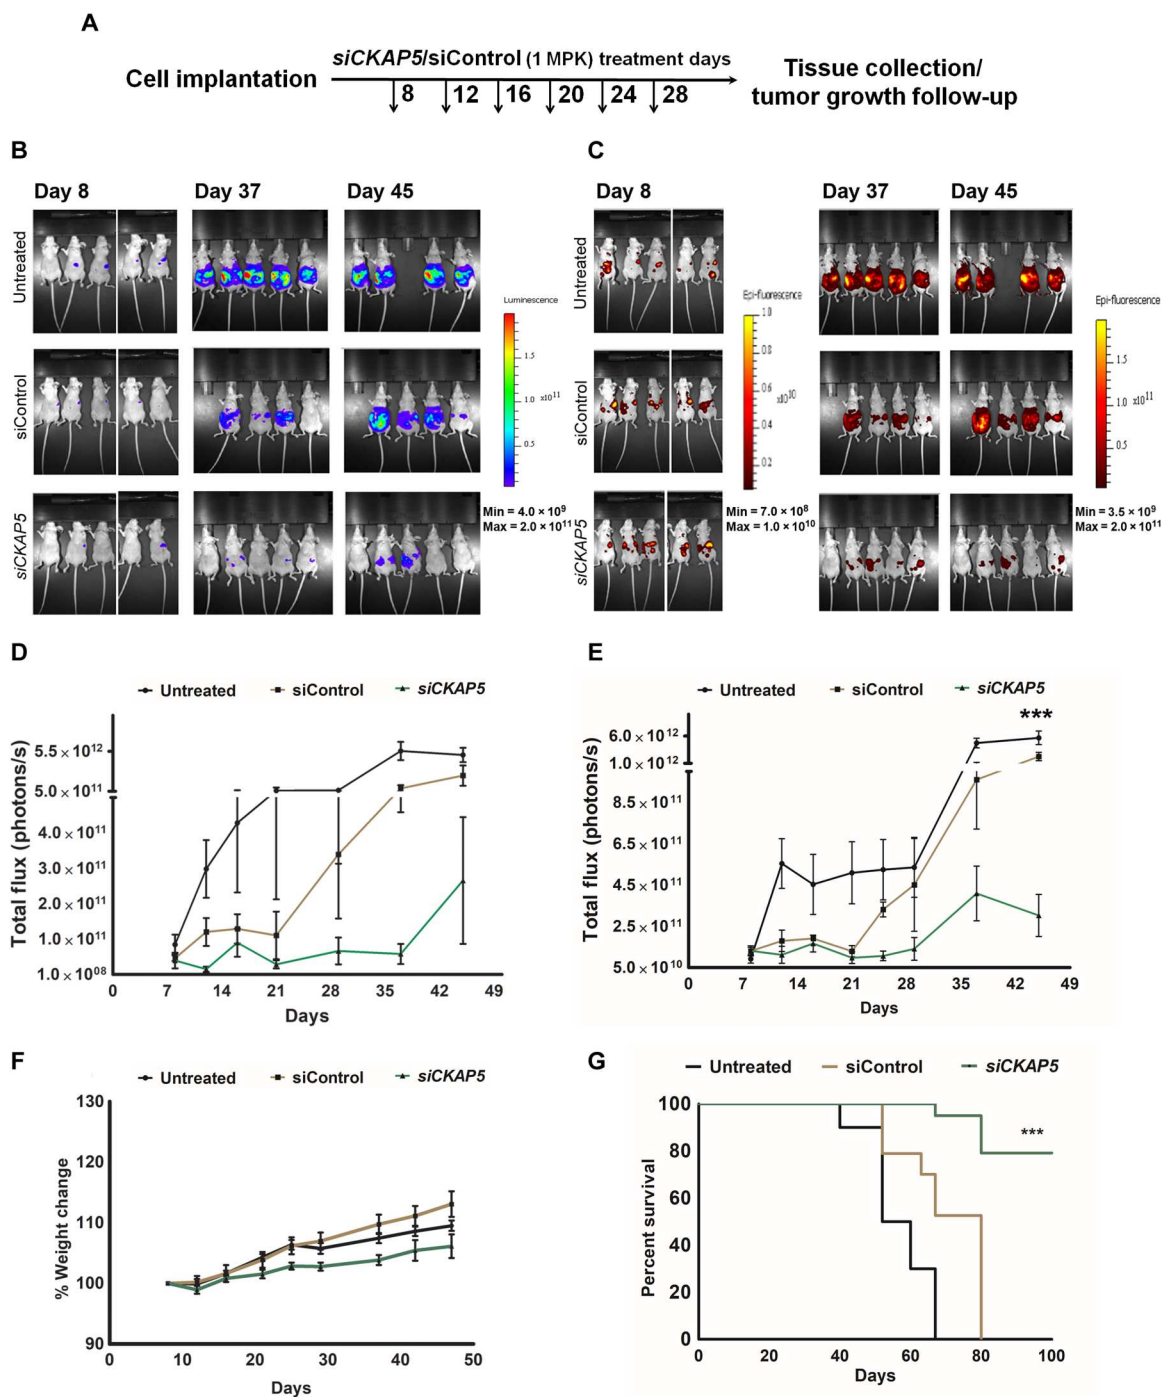 A
siCKAP5/siControl (1 MPK) treatment days
Cell implantation
8 12 16 20 24 28
Tissue collection/
tumor growth follow-up
B
Day 8 Day 37 Day 45
Untreated
siControl
siCKAP5
Luminescence
1.5
1.0 x10¹¹
0.5
Min = 4.0 × 10⁹
Max = 2.0 × 10¹¹
C
Day 8 Day 37 Day 45
Untreated
siControl
siCKAP5
Epi-fluorescence
1.0
0.8
0.6
x10¹⁰
0.4
0.2
Min = 7.0 × 10⁸
Max = 1.0 × 10¹⁰
Epi-fluorescence
1.5
1.0 x10¹¹
0.5
Min = 3.5 × 10⁹
Max = 2.0 × 10¹¹
D
Untreated siControl siCKAP5
Total flux (photons/s)
5.5 × 10¹²
5.0 × 10¹¹
4.0 × 10¹¹
3.0 × 10¹¹
2.0 × 10¹¹
1.0 × 10¹¹
1.0 × 10⁰⁸
0 7 14 21 28 35 42 49
Days
E
Untreated siControl siCKAP5
***
Total flux (photons/s)
6.0 × 10¹²
1.0 × 10¹²
8.5 × 10¹¹
6.5 × 10¹¹
4.5 × 10¹¹
2.5 × 10¹¹
5.0 × 10¹⁰
0 7 14 21 28 35 42 49
Days
F
Untreated siControl siCKAP5
% Weight change
130
120
110
100
90
0 10 20 30 40 50
Days
G
Untreated siControl siCKAP5
***
Percent survival
100
80
60
40
20
0
0 20 40 60 80 100
Days